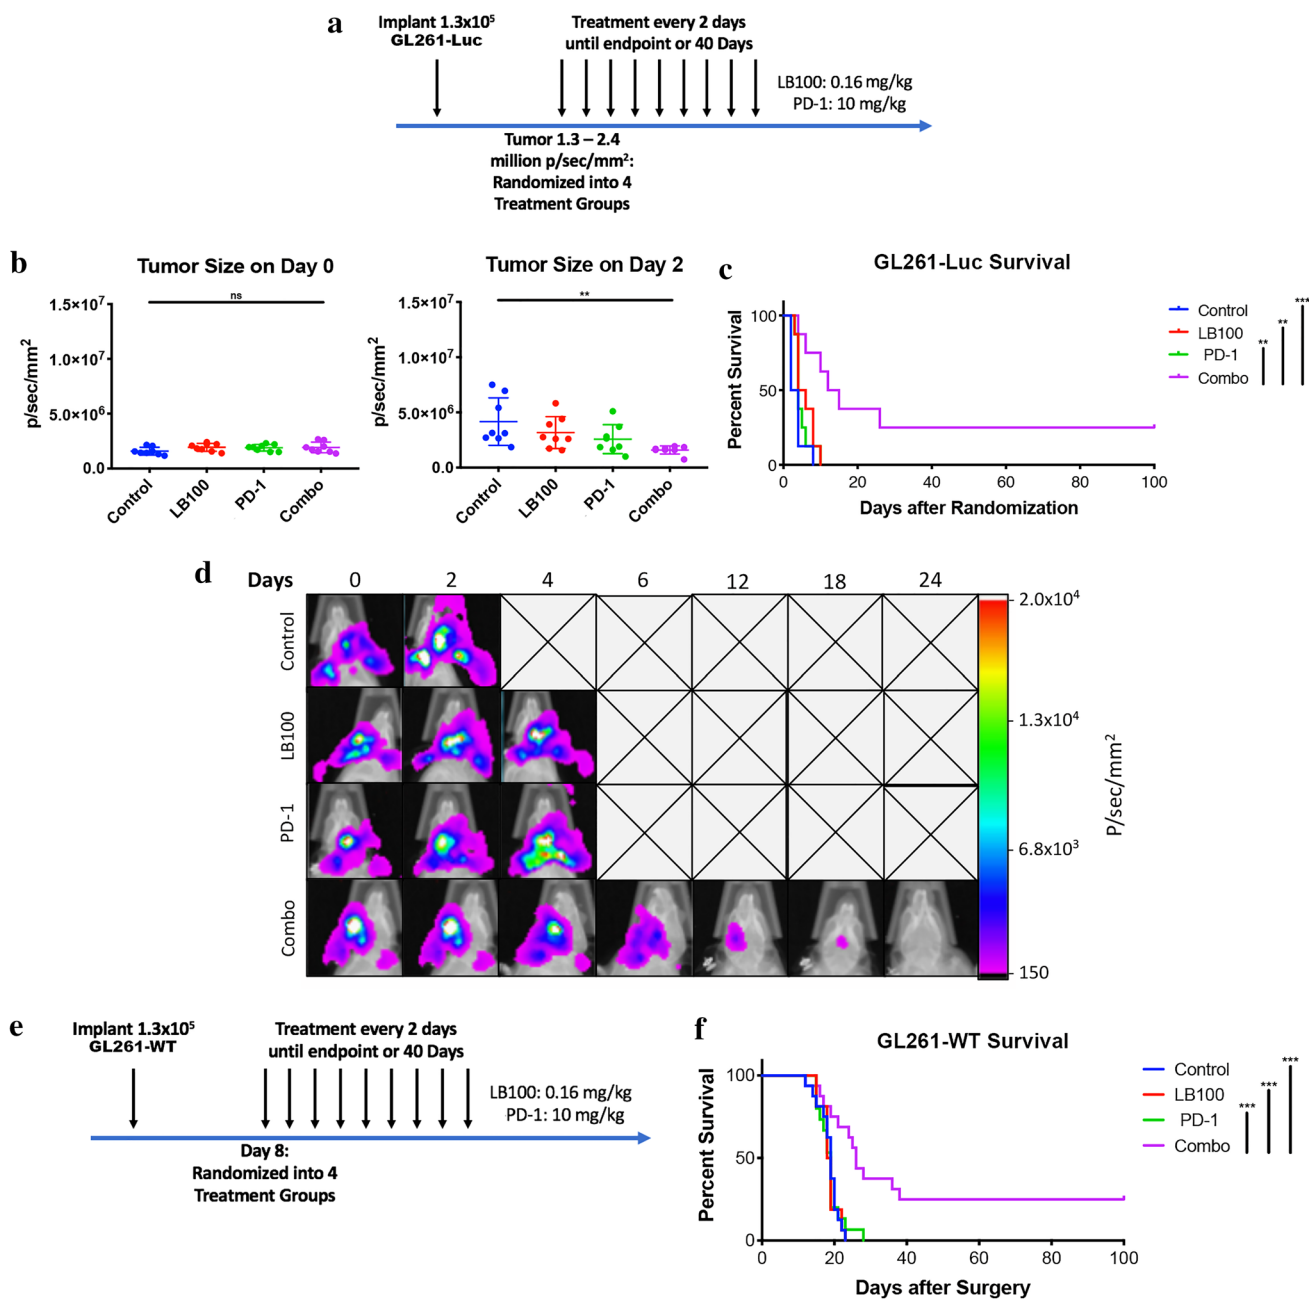 a
Implant 1.3x10⁵
GL261-Luc
Treatment every 2 days
until endpoint or 40 Days
LB100: 0.16 mg/kg
PD-1: 10 mg/kg
Tumor 1.3 – 2.4
million p/sec/mm²:
Randomized into 4
Treatment Groups
b
Tumor Size on Day 0
ns
p/sec/mm²
1.5×10⁷
1.0×10⁷
5.0×10⁶
0.0
Control
LB100
PD-1
Combo
Tumor Size on Day 2
**
p/sec/mm²
1.5×10⁷
1.0×10⁷
5.0×10⁶
0.0
Control
LB100
PD-1
Combo
c
GL261-Luc Survival
Percent Survival
100
50
0
0 20 40 60 80 100
Days after Randomization
Control
LB100
PD-1
Combo
**
**
***
d
Days 0 2 4 6 12 18 24
Control
LB100
PD-1
Combo
2.0x10⁴
1.3x10⁴
6.8x10³
150
P/sec/mm²
e
Implant 1.3x10⁵
GL261-WT
Treatment every 2 days
until endpoint or 40 Days
LB100: 0.16 mg/kg
PD-1: 10 mg/kg
Day 8:
Randomized into 4
Treatment Groups
f
GL261-WT Survival
Percent Survival
100
50
0
0 20 40 60 80 100
Days after Surgery
Control
LB100
PD-1
Combo
***
***
***